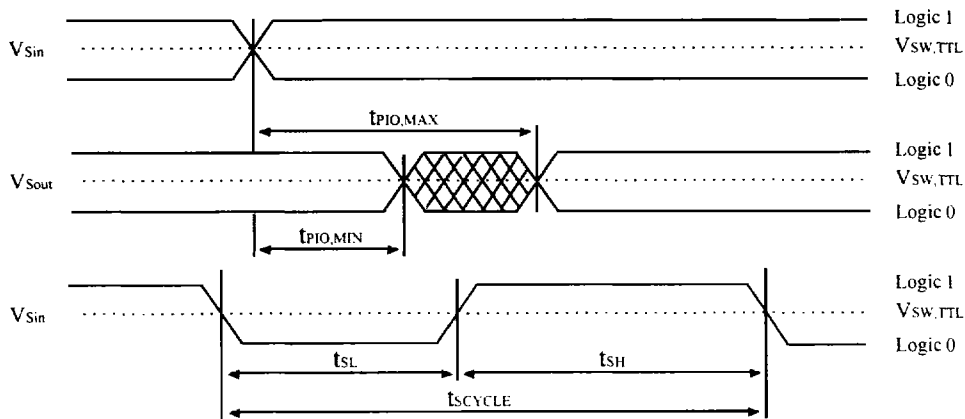 Logic 1
VSin
VSW,TTL
Logic 0
tPIO,MAX
Logic 1
VSout
VSW,TTL
Logic 0
tPIO,MIN
Logic 1
VSin
VSW,TTL
Logic 0
tSL
tSH
tSCYCLE